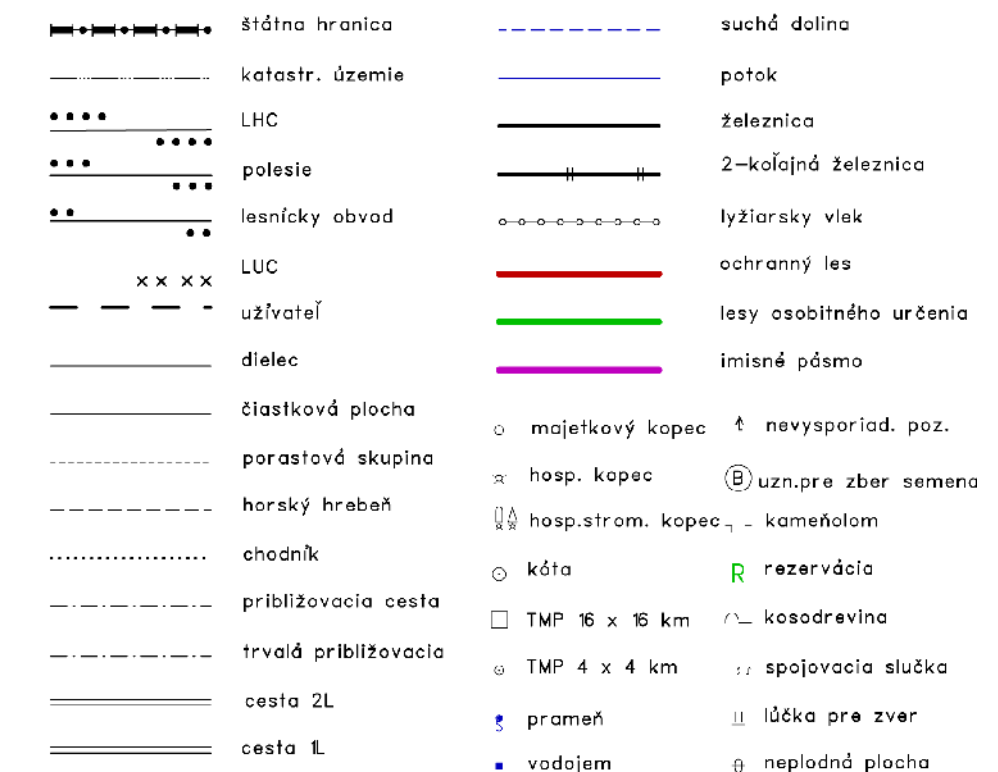 štátna hranica
katastr. územie
LHC
polesie
lesnícky obvod
LUC
užívateľ
dielec
čiastková plocha
porastová skupina
horský hrebeň
chodník
približovacia cesta
trvalá približovacia
cesta 2L
cesta 1L
suchá dolina
potok
železnica
2-koľajná železnica
lyžiarsky vlek
ochranný les
lesy osobitného určenia
imisné pásmo
majetkový kopec
hosp. kopec
hosp.strom. kopec
kóta
TMP 16 x 16 km
TMP 4 x 4 km
prameň
vodojem
nevysporiad. poz.
B uzn.pre zber semena
kameňolom
R rezervácia
kosodrevina
spojovacia slučka
lúčka pre zver
neplodná plocha